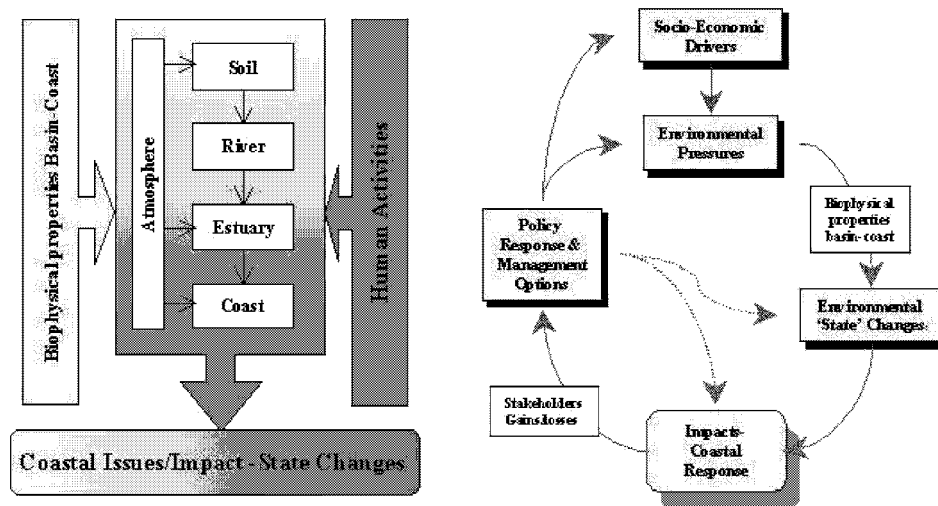 Biophysical properties Basin-Coast
Atmosphere
Soil
River
Estuary
Coast
Human Activities
Coastal Issues/Impact - State Changes
Socio-Economic
Drivers
Environmental
Pressures
Biophysical
properties
basin-coast
Policy
Response &
Management
Options
Environmental
‘State’ Changes
Stakeholders
Gains.losses
Impacts-
Coastal
Response